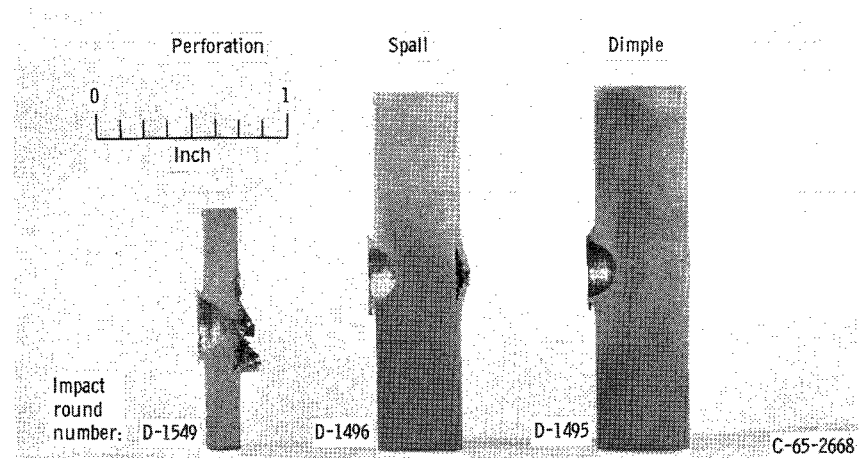 Perforation Spall Dimple
0 1
Inch
Impact
round
number: D-1549 D-1496 D-1495
C-65-2668